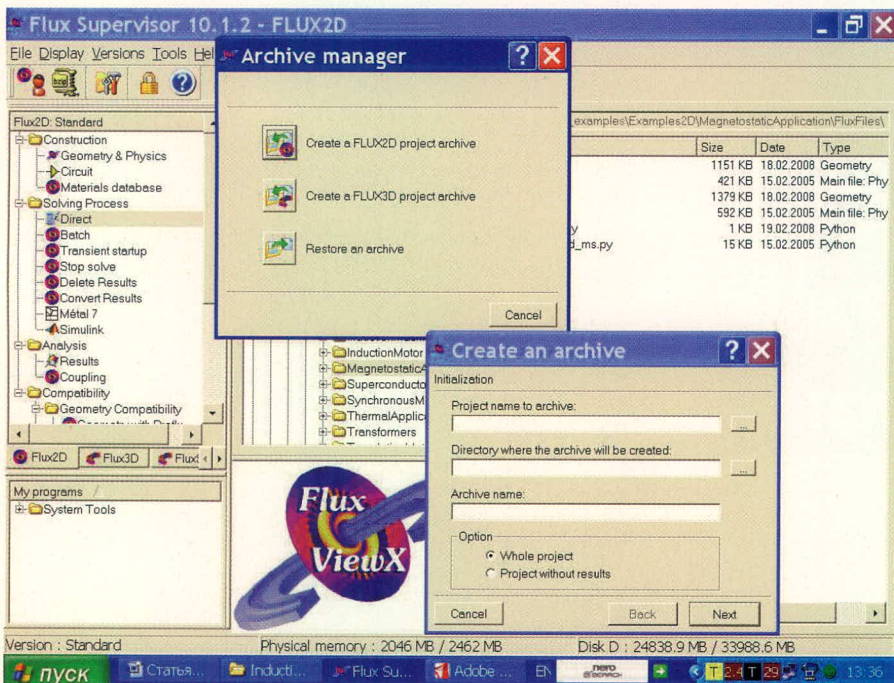 Flux Supervisor 10.1.2 - FLUX2D
File Display Versions Tools Hel
Archive manager
Create a FLUX2D project archive
Create a FLUX3D project archive
Restore an archive
Cancel
Flux2D: Standard
Construction
Geometry & Physics
Circuit
Materials database
Solving Process
Direct
Batch
Transient startup
Stop solve
Delete Results
Convert Results
Métal 7
Simulink
Analysis
Results
Coupling
Compatibility
Geometry Compatibility
Flux2D Flux3D
My programs
System Tools
_examples\Examples2D\MagnetostaticApplication\FluxFiles\
Size Date Type
1151 KB 18.02.2008 Geometry
421 KB 15.02.2005 Main file: Phy
1379 KB 18.02.2008 Geometry
592 KB 15.02.2005 Main file: Phy
y 1 KB 19.02.2008 Python
d_ms.py 15 KB 15.02.2005 Python
InductionMotor
MagnetostaticA
Superconducto
SynchronousM
ThermalApplic
Transformers
Flux
ViewX
Create an archive
Initialization
Project name to archive:
...
Directory where the archive will be created:
...
Archive name:
Option
Whole project
Project without results
Cancel Back Next
Version : Standard Physical memory : 2046 MB / 2462 MB Disk D : 24838.9 MB / 33988.6 MB
пуск Статья... Inducti... Flux Su... Adobe ... EN nero T 2.4 T 29 13:36